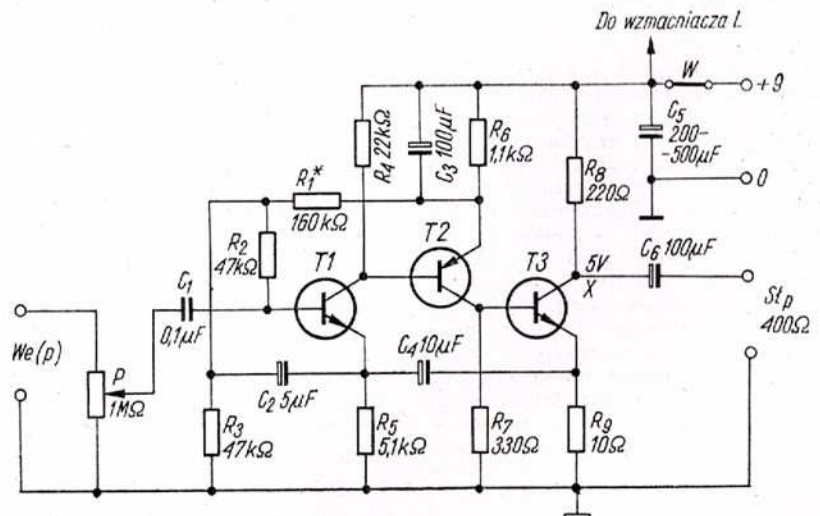 Do wzmacniacza L
W
+9
C5
200-
-500µF
0
R4 22kΩ
C3 100µF
R6
1,1kΩ
R8
220Ω
R1*
160kΩ
R2
47kΩ
T1
T2
T3
5V
X
C6 100µF
C1
0,1µF
Stp
400Ω
We(p)
P
1MΩ
C2 5µF
C4 10µF
R3
47kΩ
R5
5,1kΩ
R7
330Ω
R9
10Ω